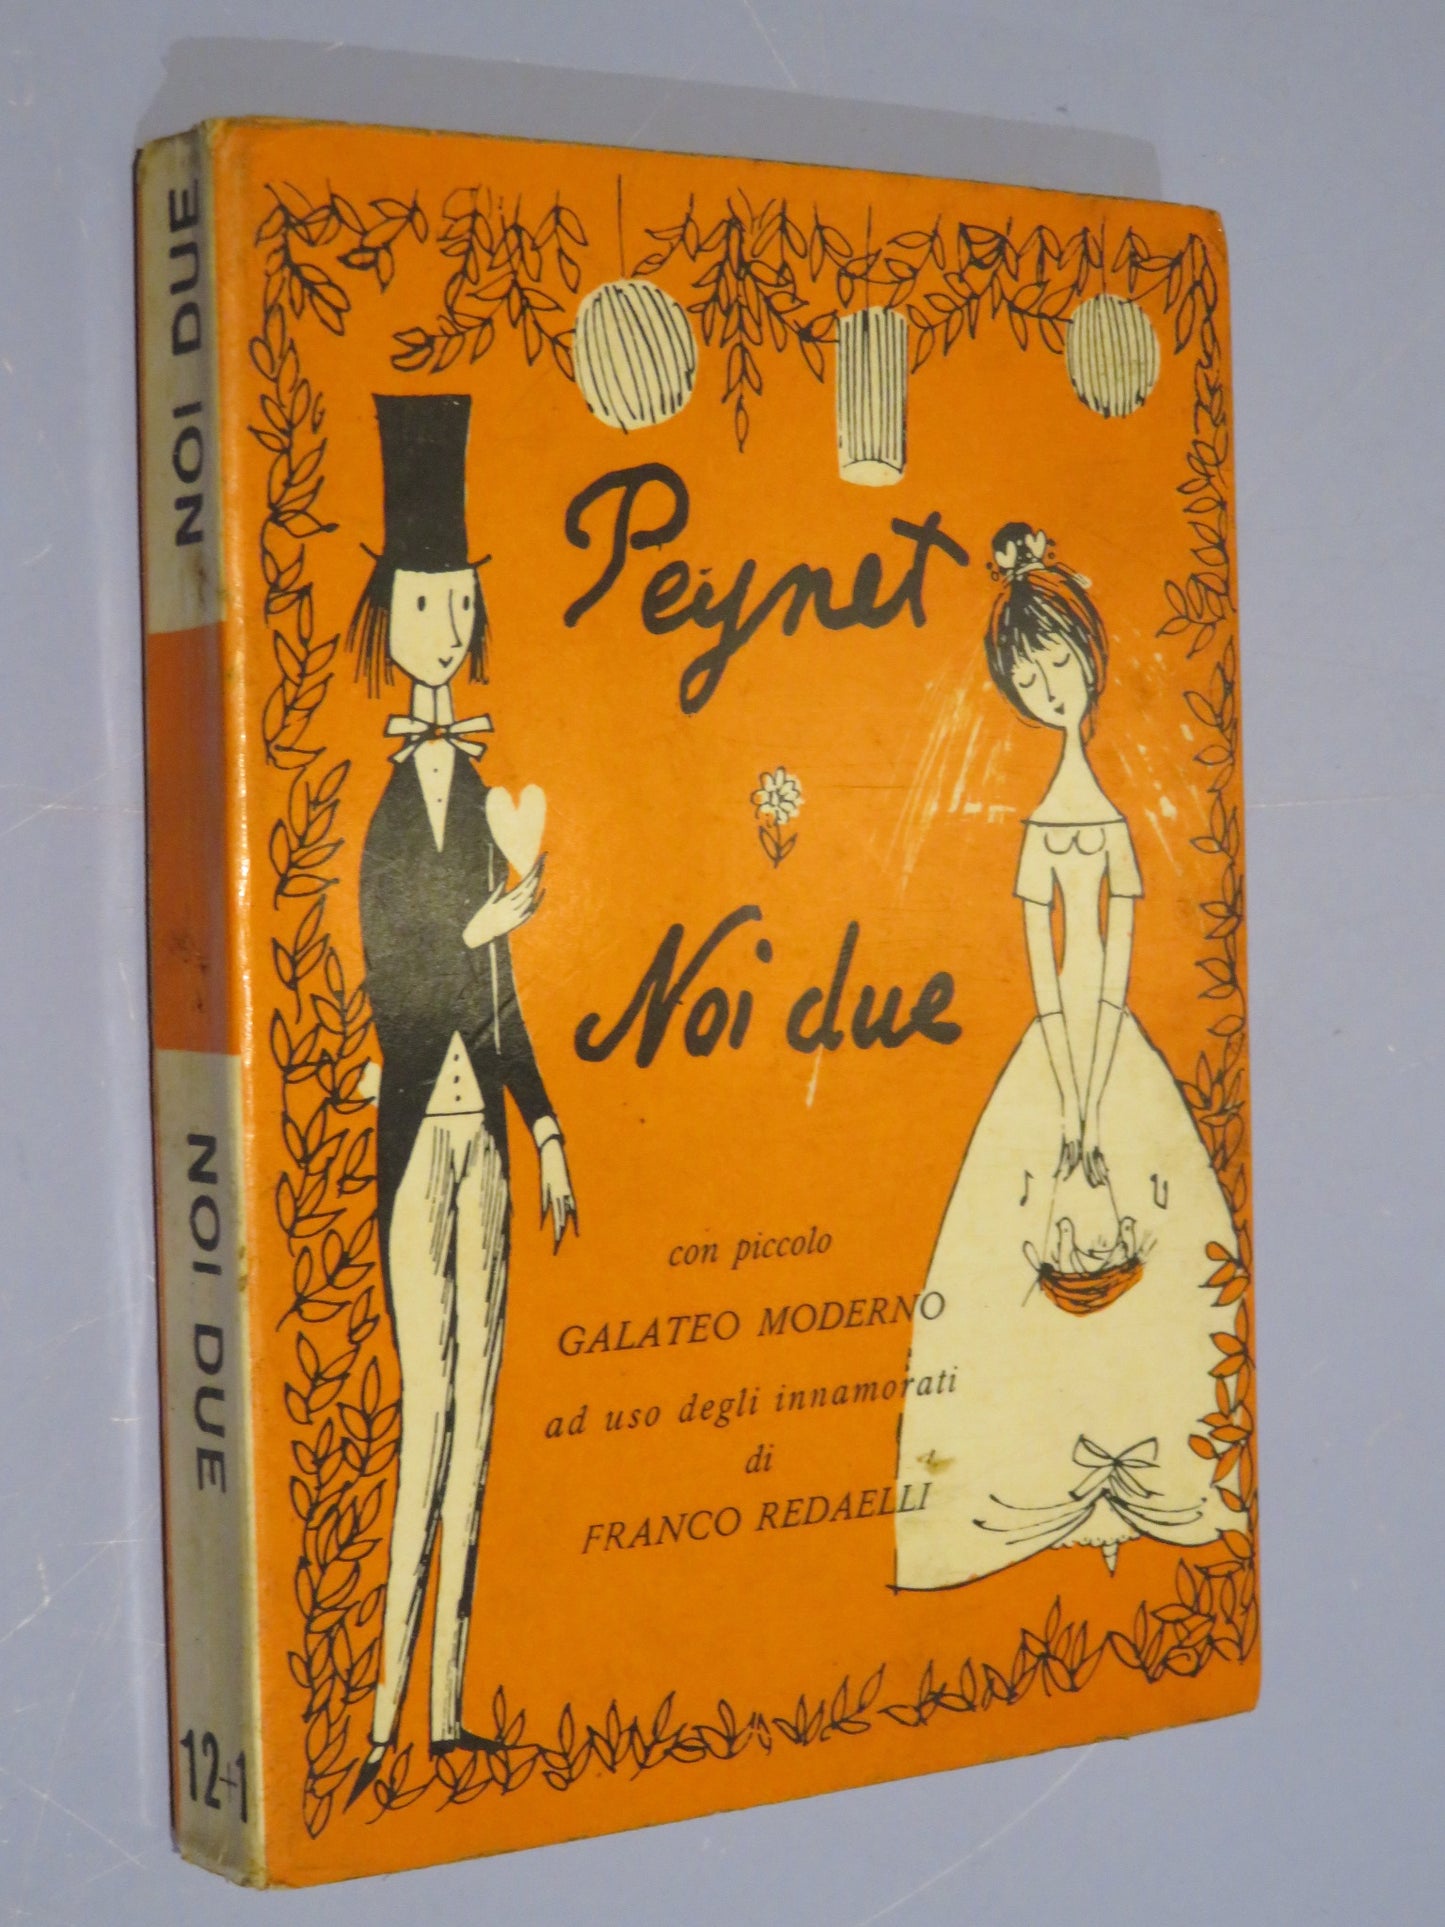 NOI DUE
NOI DUE
12+1
Peynet
Noi due
con piccolo
GALATEO MODERNO
ad uso degli innamorati
di
FRANCO REDAELLI